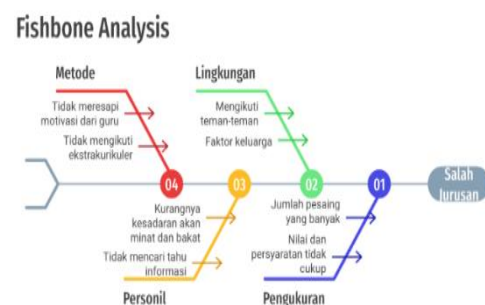 Fishbone Analysis
Metode
Tidak meresapi
motivasi dari guru
Tidak mengikuti
ekstrakurikuler
Lingkungan
Mengikuti
teman-teman
Faktor keluarga
04
03
02
01
Salah
Jurusan
Kurangnya
kesadaran akan
minat dan bakat
Tidak mencari tahu
informasi
Personil
Jumlah pesaing
yang banyak
Nilai dan
persyaratan tidak
cukup
Pengukuran